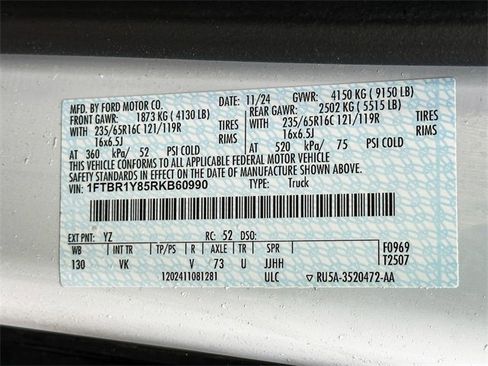 MFD. BY FORD MOTOR CO. DATE: 11/24 GVWR: 4150 KG ( 9150 LB)
FRONT GAWR: 1873 KG ( 4130 LB) REAR GAWR: 2502 KG ( 5515 LB)
WITH 235/65R16C 121/119R TIRES WITH 235/65R16C 121/119R TIRES
16x6.5J RIMS 16x6.5J RIMS
AT 360 kPa/ 52 PSI COLD AT 520 kPa/ 75 PSI COLD
THIS VEHICLE CONFORMS TO ALL APPLICABLE FEDERAL MOTOR VEHICLE
SAFETY STANDARDS IN EFFECT ON THE DATE OF MANUFACTURE SHOWN ABOVE.
VIN: 1FTBR1Y85RKB60990 TYPE: Truck
EXT PNT: YZ RC: 52 DSO: F0969
WB INT TR TP/PS R AXLE TR SPR T2507
130 VK V 73 U JJHH
1202411081281 ULC RU5A-3520472-AA